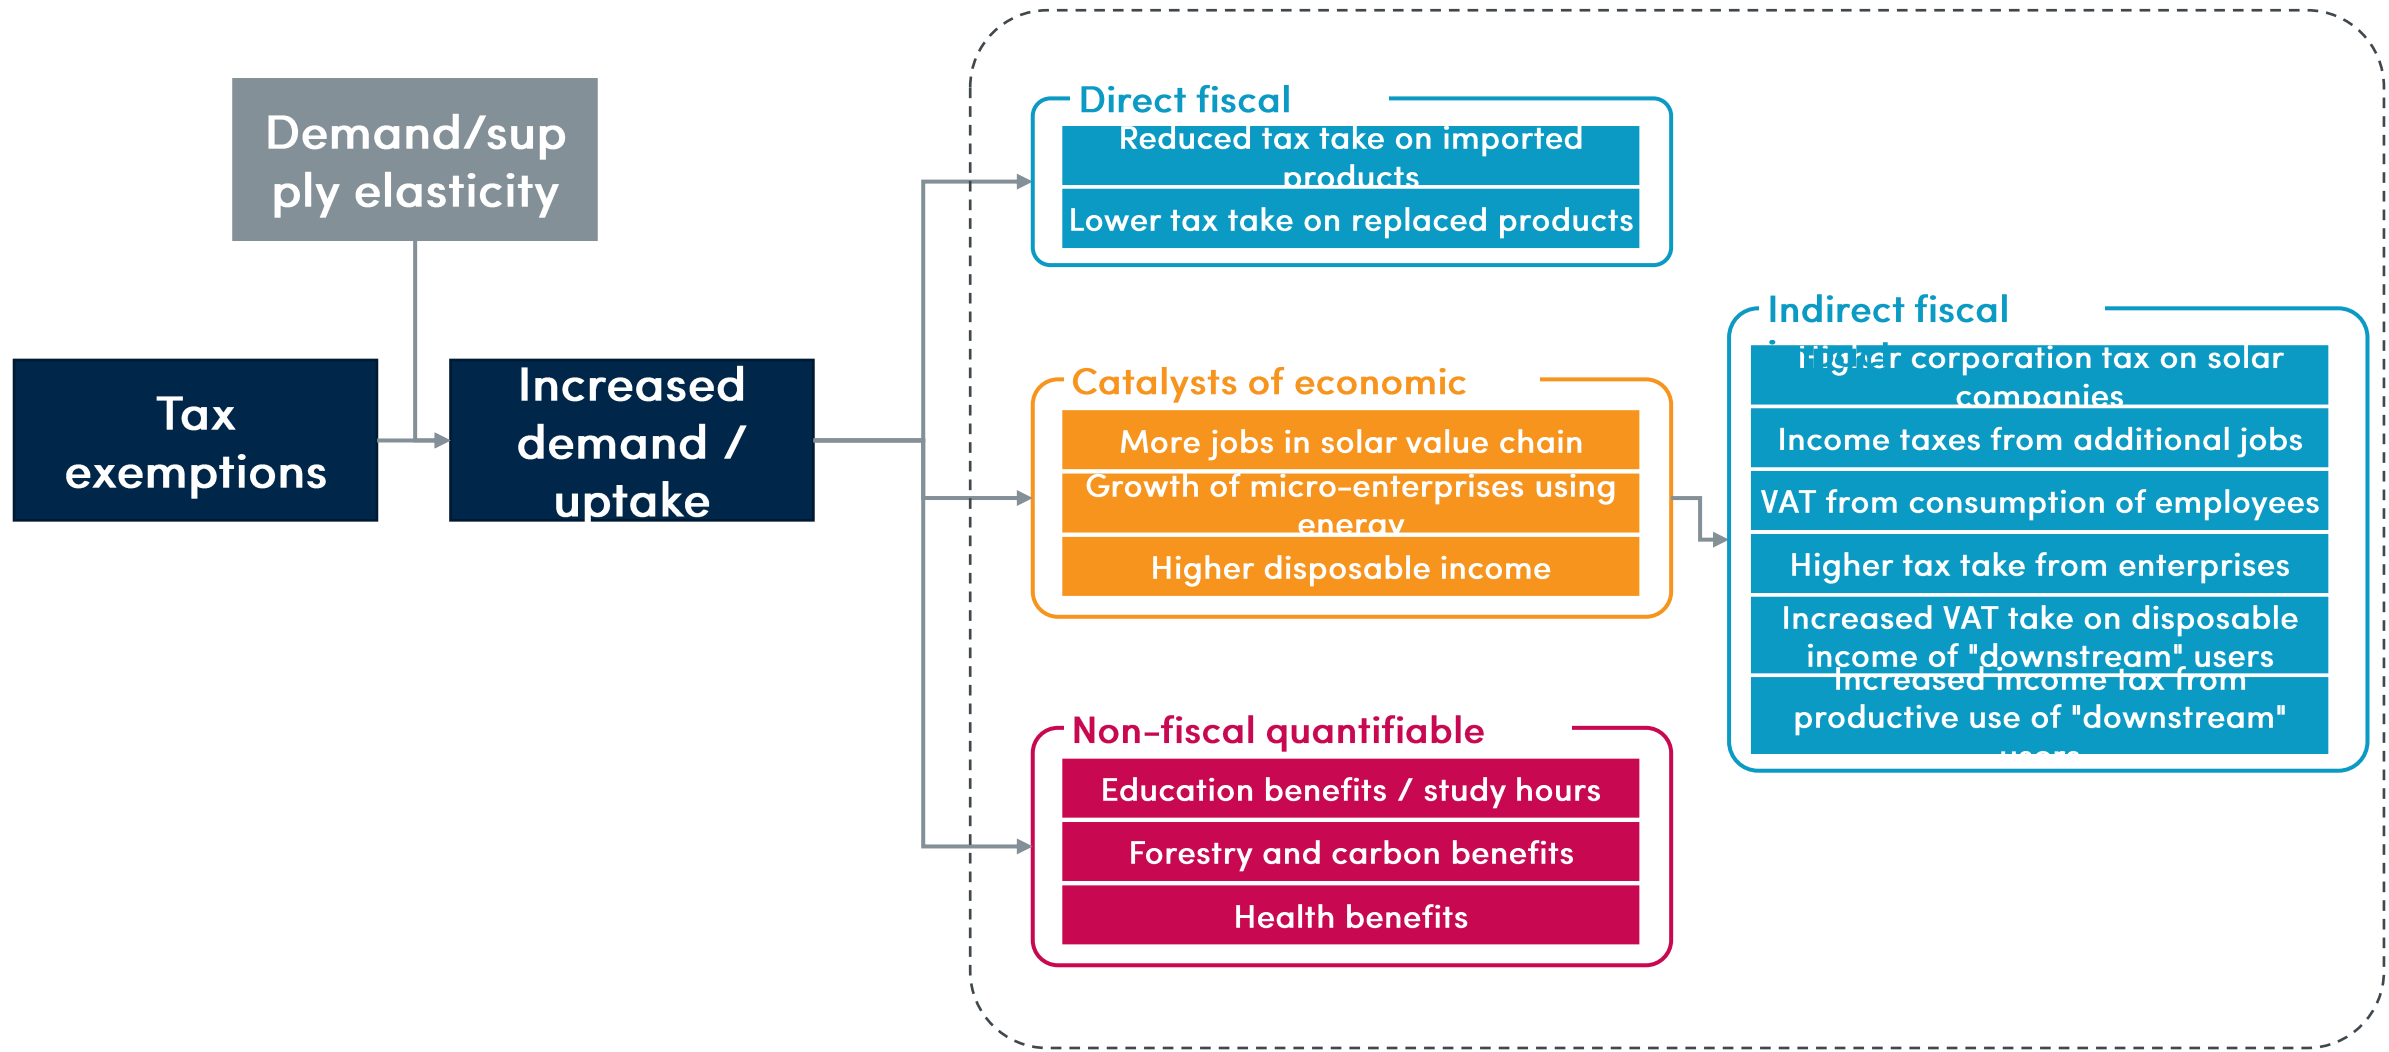 Demand/sup
ply elasticity
Tax
exemptions
Increased
demand /
uptake
Direct fiscal
Reduced tax take on imported
products
Lower tax take on replaced products
Catalysts of economic
More jobs in solar value chain
Growth of micro-enterprises using
energy
Higher disposable income
Non-fiscal quantifiable
Education benefits / study hours
Forestry and carbon benefits
Health benefits
Indirect fiscal
Higher corporation tax on solar
companies
Income taxes from additional jobs
VAT from consumption of employees
Higher tax take from enterprises
Increased VAT take on disposable
income of "downstream" users
Increased income tax from
productive use of "downstream"
users